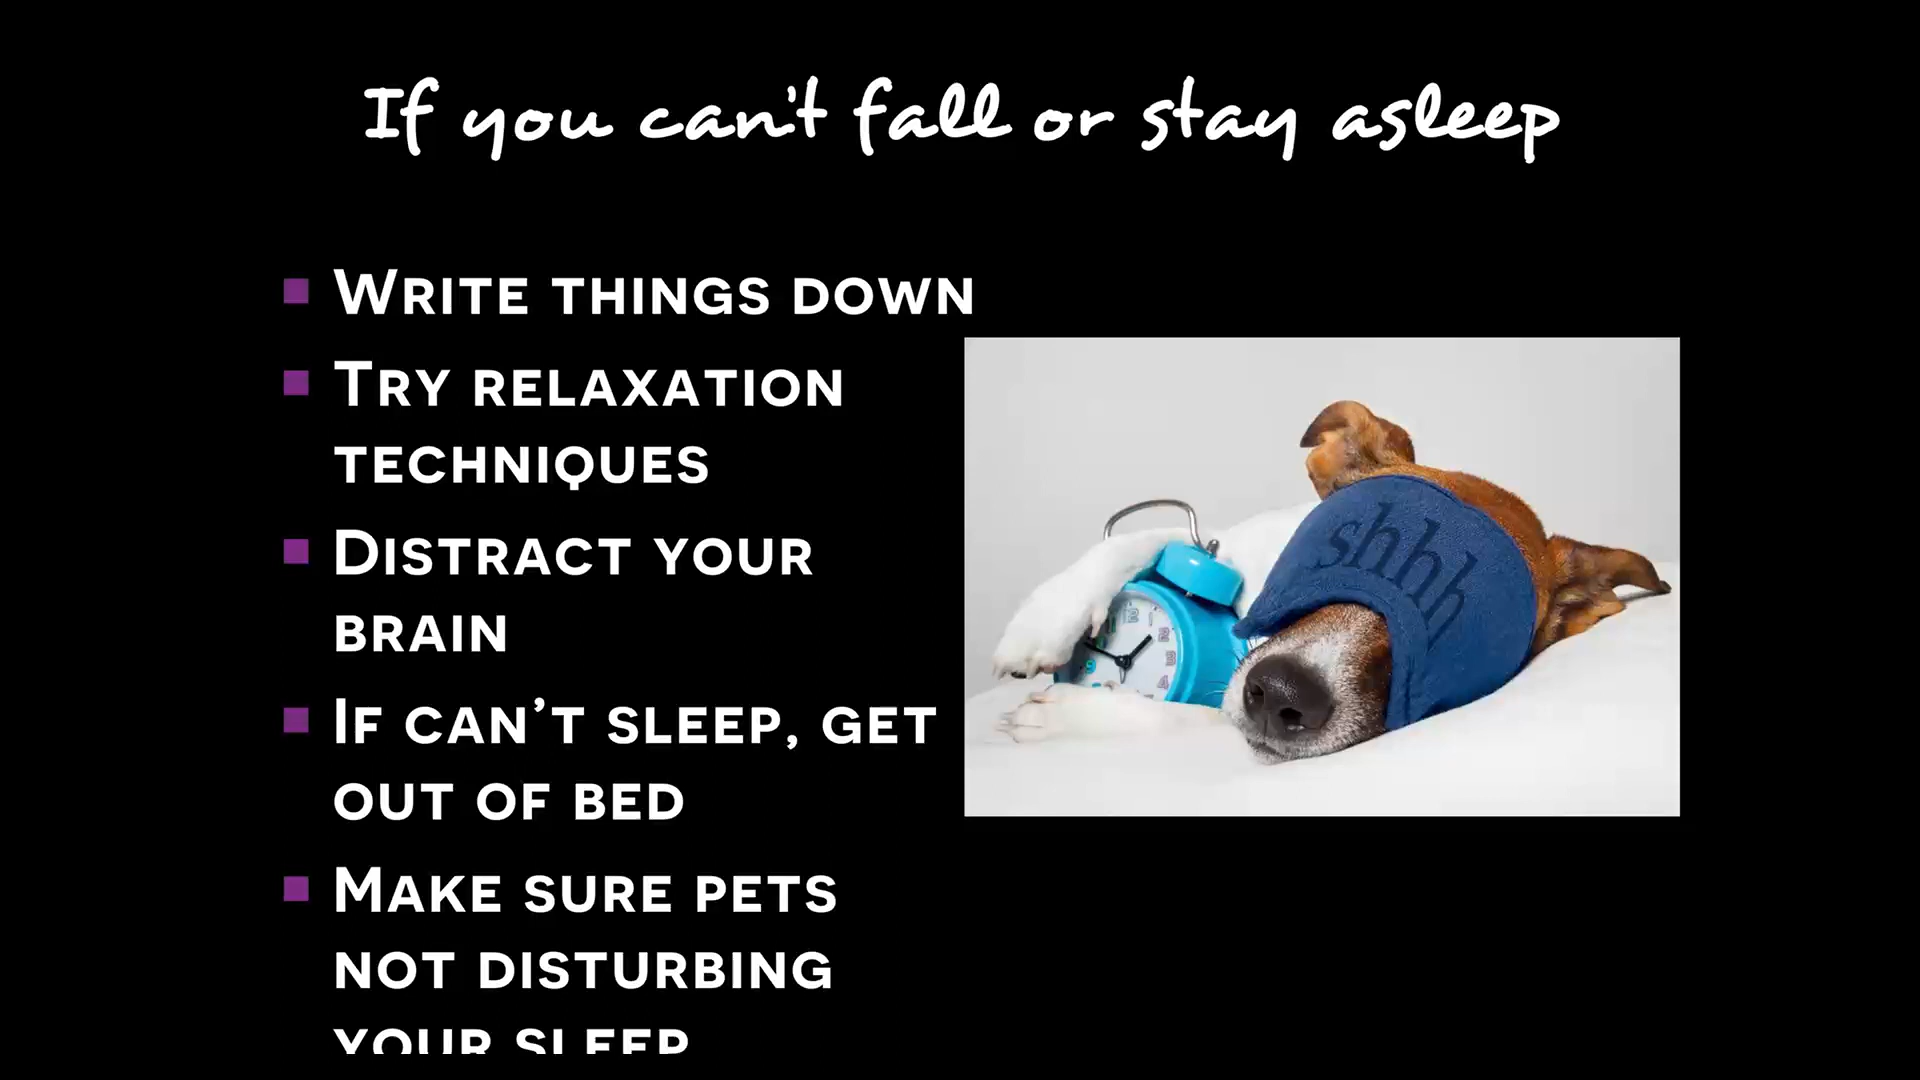 If you can't fall or stay asleep
Write things down
Try relaxation
techniques
Distract your
brain
If can't sleep, get
out of bed
Make sure pets
not disturbing
your sleep
shhh